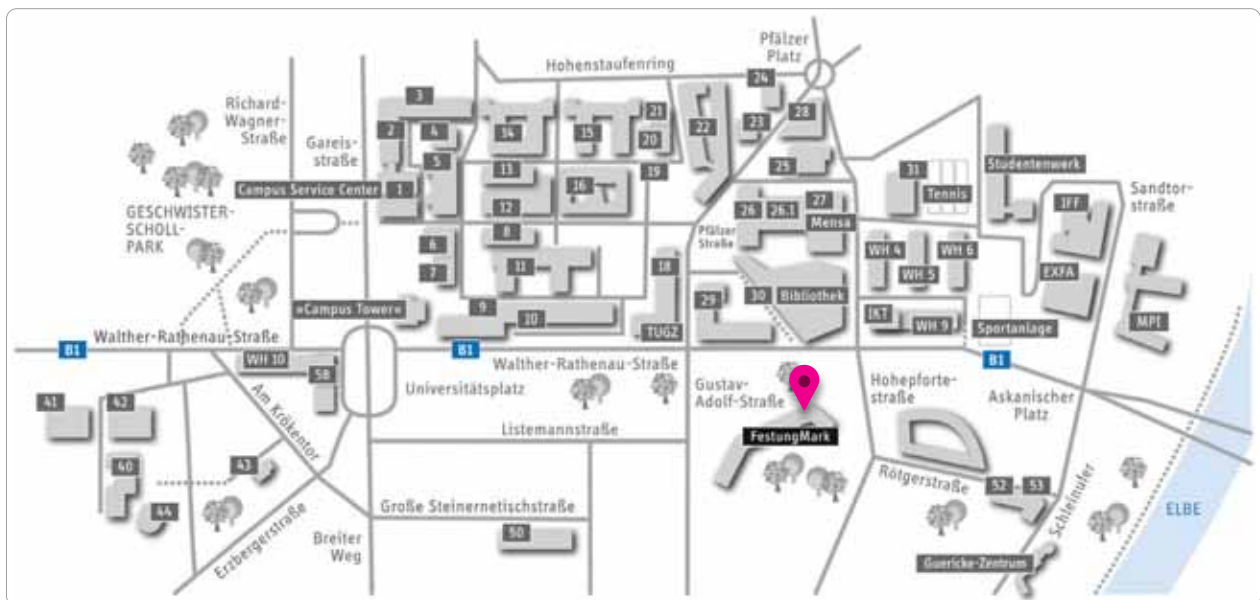 Pfälzer
Platz
Hohenstaufenring
24
3
Richard-
Wagner-
Straße
Gareis-
straße
2
4
14
15
21
20
22
23
28
5
13
19
25
31
Tennis
Studentenwerk
Sandtor-
straße
Campus Service Center
1
12
16
26
26.1
27
Mensa
IFF
GESCHWISTER-
SCHOLL-
PARK
6
8
Pfälzer
Straße
WH 4
WH 5
WH 6
7
11
18
EXFA
»Campus Tower«
9
10
TUGZ
29
30
Bibliothek
IKT
WH 9
Sportanlage
MPI
Walther-Rathenau-Straße
B1
B1
B1
WH 10
58
Walther-Rathenau-Straße
Universitätsplatz
Gustav-
Adolf-Straße
Hohepforte-
straße
Askanischer
Platz
41
42
Am Krökentor
Listemannstraße
FestungMark
40
43
44
Rötgerstraße
52
53
Schleinufer
ELBE
Große Steinernetischstraße
Erzbergerstraße
Breiter
Weg
50
Guericke-Zentrum